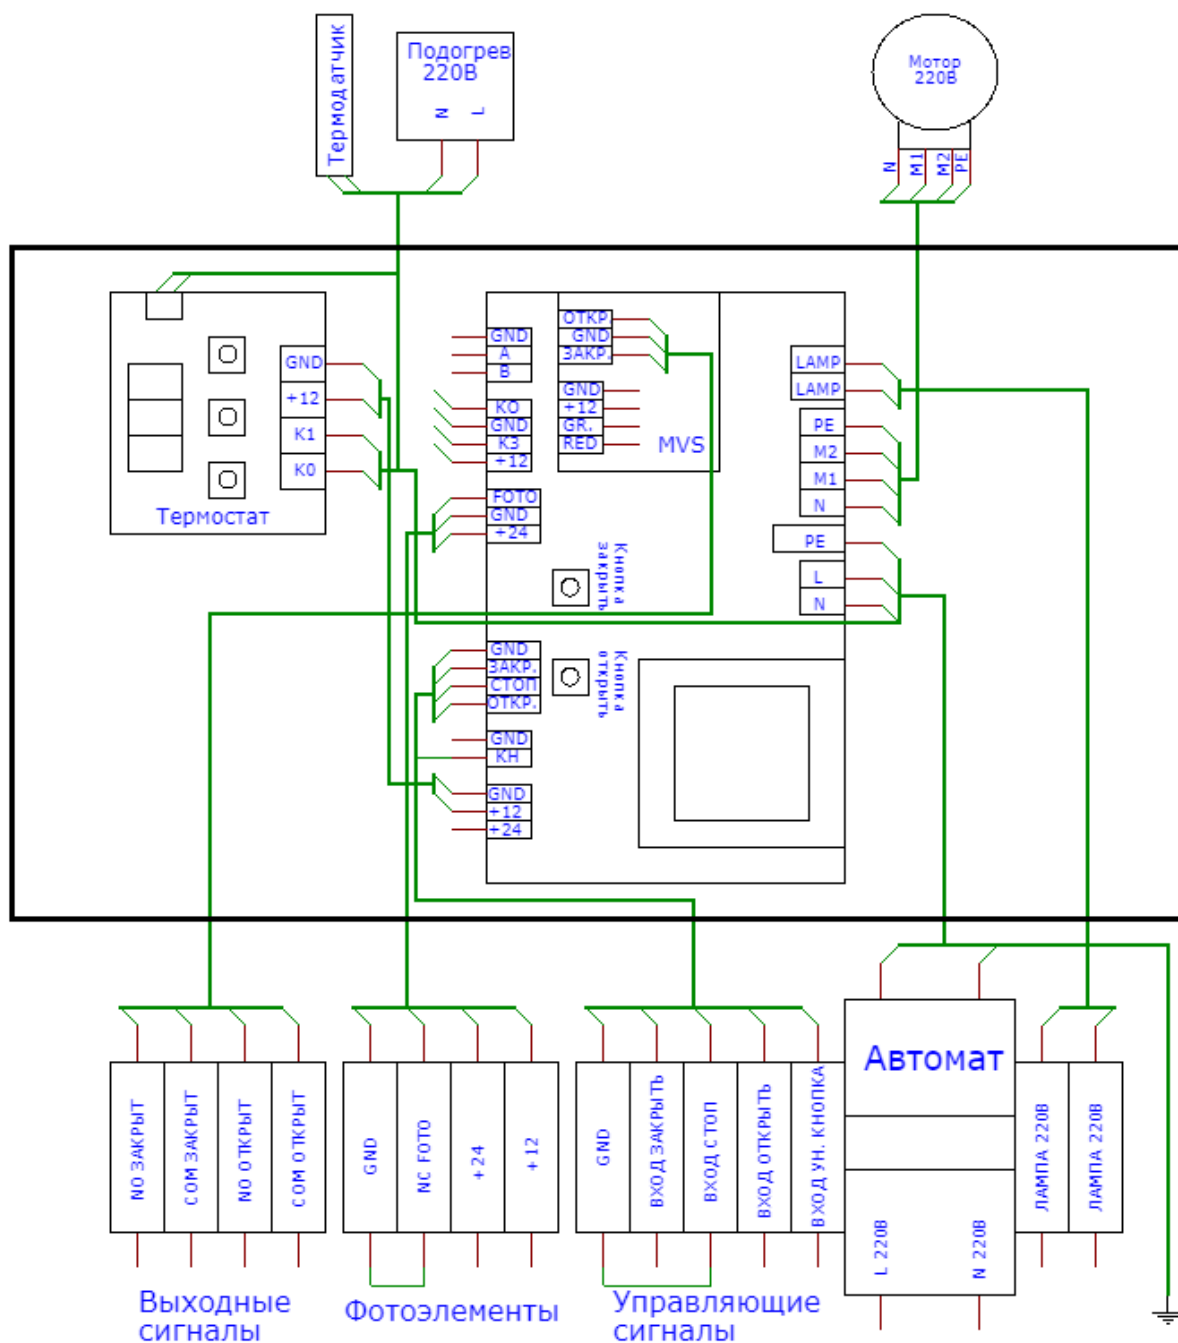 Термодатчик
Подогрев
220В
N
L
Мотор
220В
N
M1
M2
PE
GND
+12
K1
K0
Термостат
GND
A
B
KO
GND
КЗ
+12
FOTO
GND
+24
ОТКР.
GND
ЗАКР.
GND
+12
GR.
RED
MVS
LAMP
LAMP
PE
M2
M1
N
PE
L
N
Кнопка
закрыть
Кнопка
открыть
GND
ЗАКР.
СТОП
ОТКР.
GND
КН
GND
+12
+24
NO ЗАКРЫТ
COM ЗАКРЫТ
NO ОТКРЫТ
COM ОТКРЫТ
Выходные
сигналы
GND
NC FOTO
+24
+12
Фотоэлементы
GND
ВХОД ЗАКРЫТЬ
ВХОД СТОП
ВХОД ОТКРЫТЬ
ВХОД УН. КНОПКА
Управляющие
сигналы
Автомат
L 220В
N 220В
ЛАМПА 220В
ЛАМПА 220В